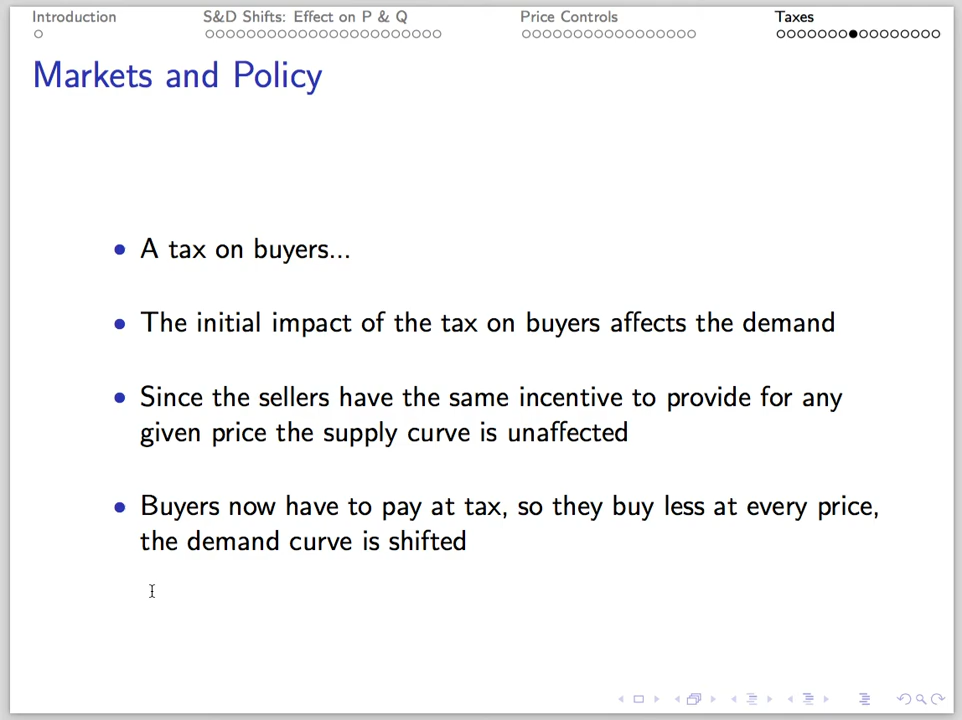 Introduction
S&D Shifts: Effect on P & Q
Price Controls
Taxes
Markets and Policy
A tax on buyers...
The initial impact of the tax on buyers affects the demand
Since the sellers have the same incentive to provide for any
given price the supply curve is unaffected
Buyers now have to pay at tax, so they buy less at every price,
the demand curve is shifted